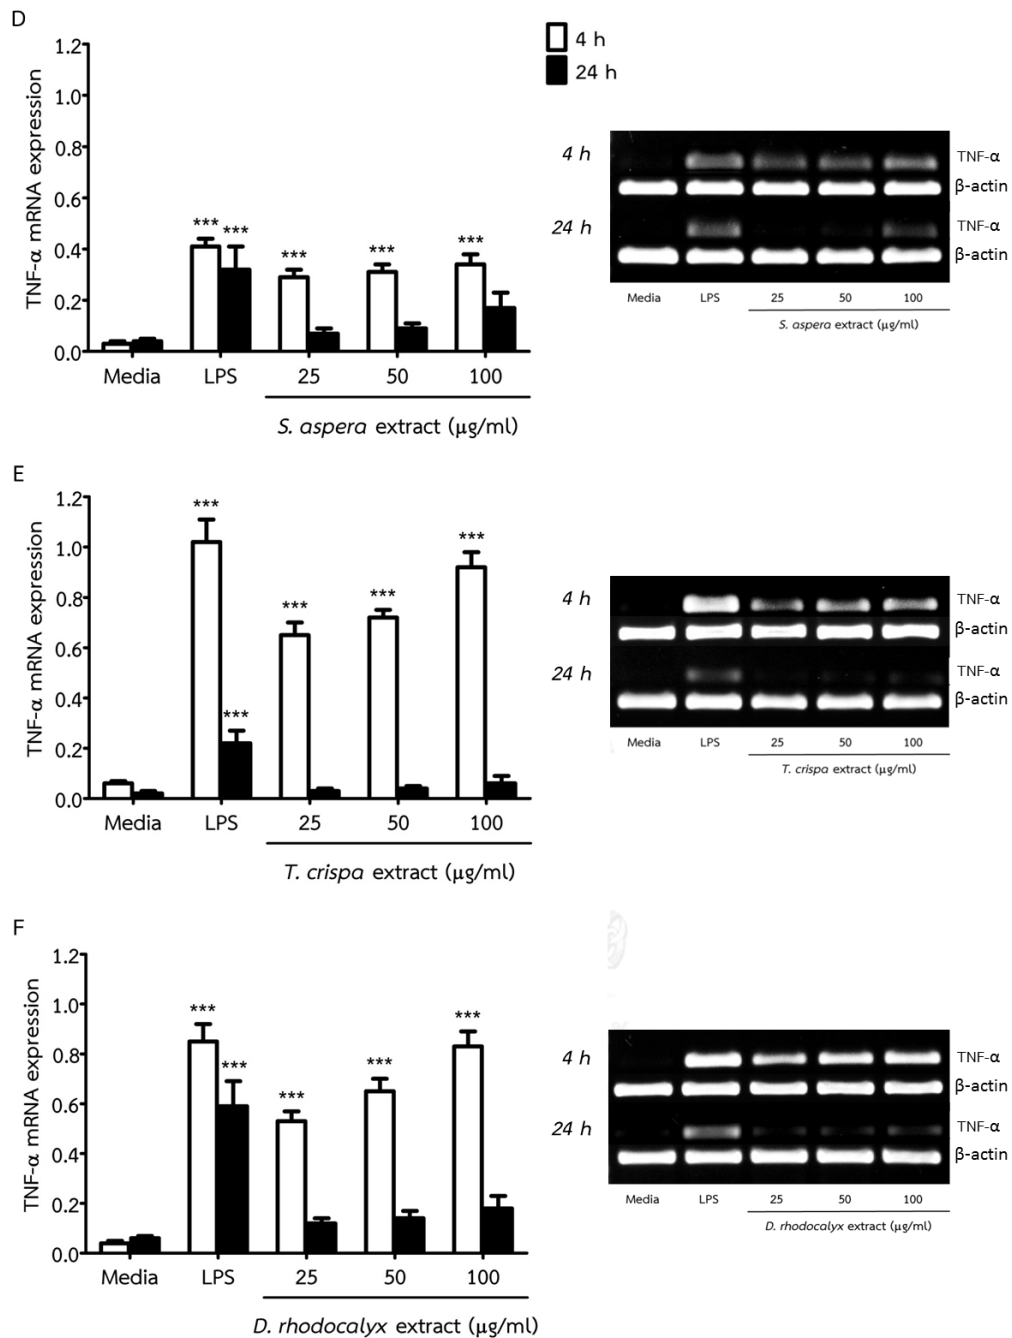 D
4 h
24 h
TNF-α mRNA expression
1.2
1.0
0.8
0.6
0.4
0.2
0.0
*** *** *** *** ***
Media LPS 25 50 100
S. aspera extract (µg/ml)
4 h TNF-α
β-actin
24 h TNF-α
β-actin
Media LPS 25 50 100
S. aspera extract (µg/ml)
E
TNF-α mRNA expression
1.2
1.0
0.8
0.6
0.4
0.2
0.0
*** *** *** *** ***
Media LPS 25 50 100
T. crispa extract (µg/ml)
4 h TNF-α
β-actin
24 h TNF-α
β-actin
Media LPS 25 50 100
T. crispa extract (µg/ml)
F
TNF-α mRNA expression
1.2
1.0
0.8
0.6
0.4
0.2
0.0
*** *** *** *** ***
Media LPS 25 50 100
D. rhodocalyx extract (µg/ml)
4 h TNF-α
β-actin
24 h TNF-α
β-actin
Media LPS 25 50 100
D. rhodocalyx extract (µg/ml)